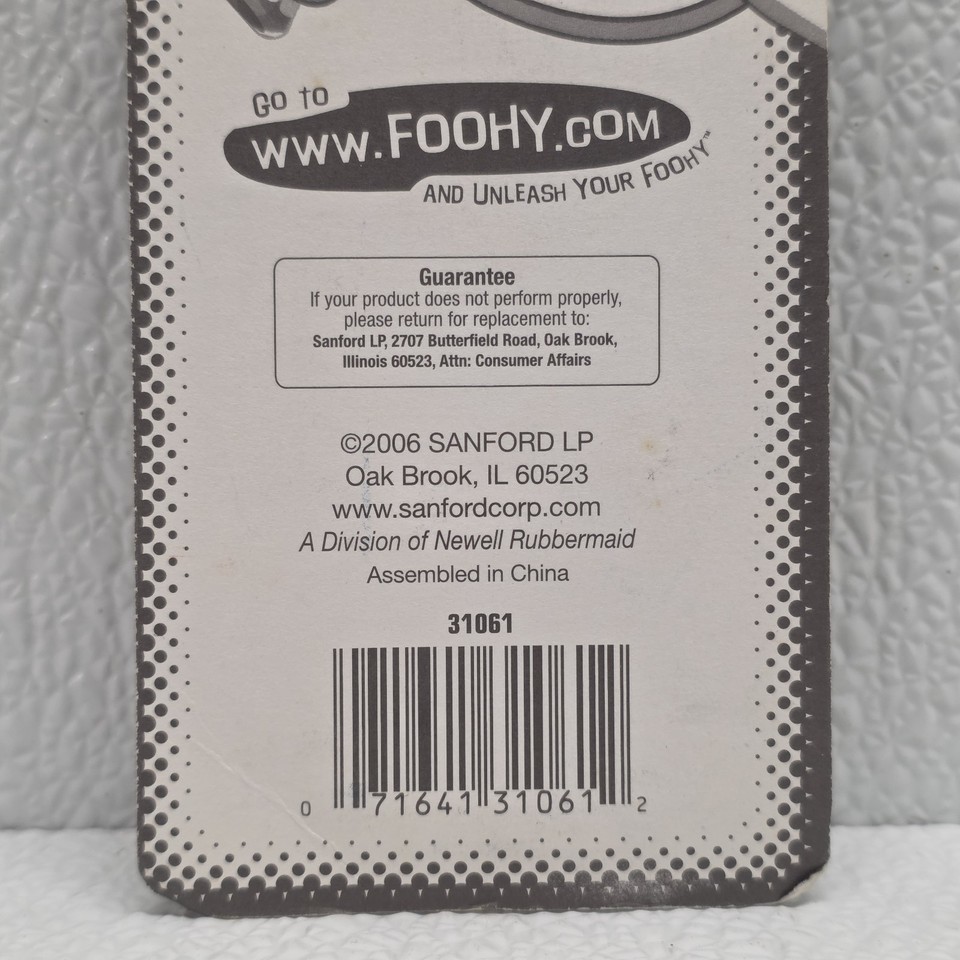 GO TO
WWW.FOOHY.COM
AND UNLEASH YOUR FOOHY™
Guarantee
If your product does not perform properly,
please return for replacement to:
Sanford LP, 2707 Butterfield Road, Oak Brook,
Illinois 60523, Attn: Consumer Affairs
©2006 SANFORD LP
Oak Brook, IL 60523
www.sanfordcorp.com
A Division of Newell Rubbermaid
Assembled in China
31061
0 71641 31061 2